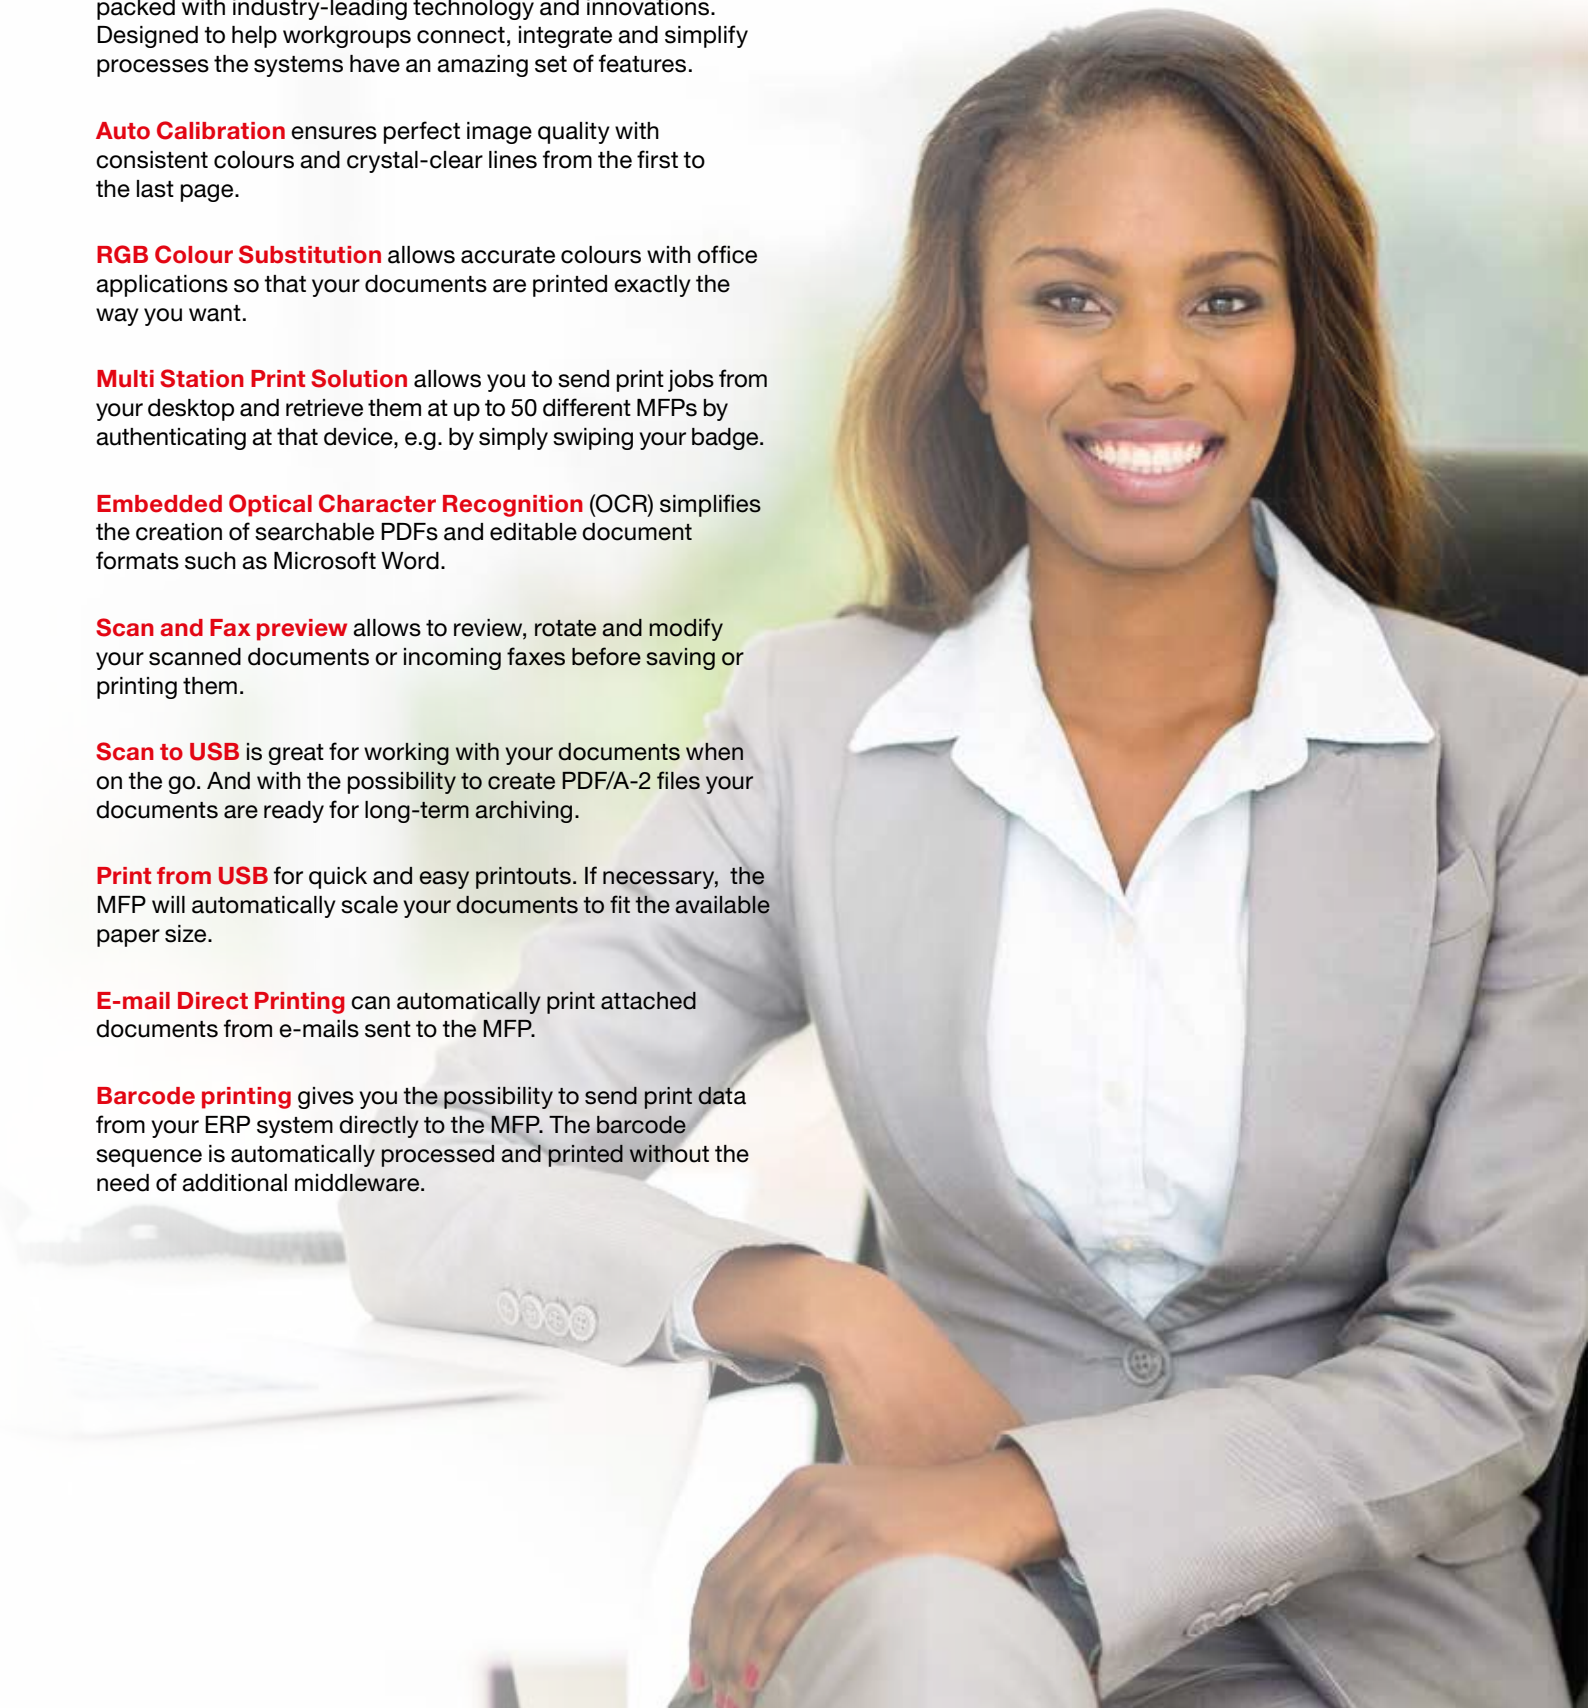 packed with industry-leading technology and innovations.
Designed to help workgroups connect, integrate and simplify
processes the systems have an amazing set of features.
Auto Calibration ensures perfect image quality with
consistent colours and crystal-clear lines from the first to
the last page.
RGB Colour Substitution allows accurate colours with office
applications so that your documents are printed exactly the
way you want.
Multi Station Print Solution allows you to send print jobs from
your desktop and retrieve them at up to 50 different MFPs by
authenticating at that device, e.g. by simply swiping your badge.
Embedded Optical Character Recognition (OCR) simplifies
the creation of searchable PDFs and editable document
formats such as Microsoft Word.
Scan and Fax preview allows to review, rotate and modify
your scanned documents or incoming faxes before saving or
printing them.
Scan to USB is great for working with your documents when
on the go. And with the possibility to create PDF/A-2 files your
documents are ready for long-term archiving.
Print from USB for quick and easy printouts. If necessary, the
MFP will automatically scale your documents to fit the available
paper size.
E-mail Direct Printing can automatically print attached
documents from e-mails sent to the MFP.
Barcode printing gives you the possibility to send print data
from your ERP system directly to the MFP. The barcode
sequence is automatically processed and printed without the
need of additional middleware.